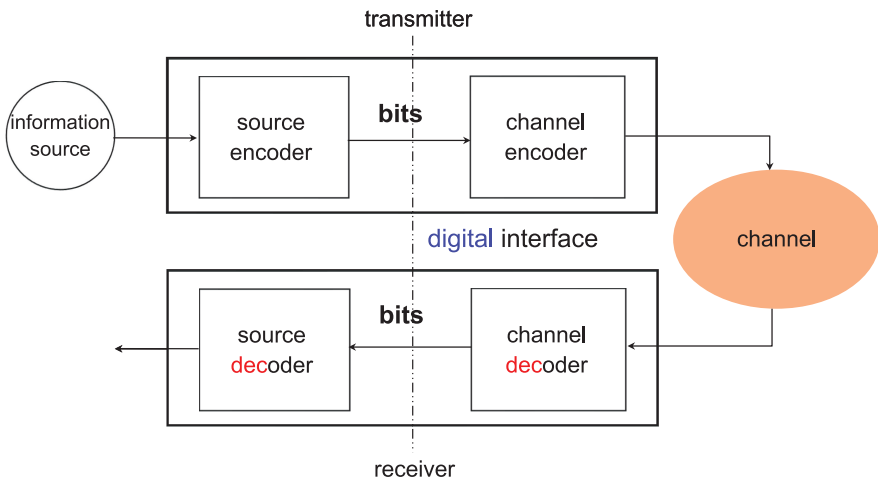 transmitter
information
source
source
encoder
bits
channel
encoder
digital interface
channel
source
decoder
bits
channel
decoder
receiver